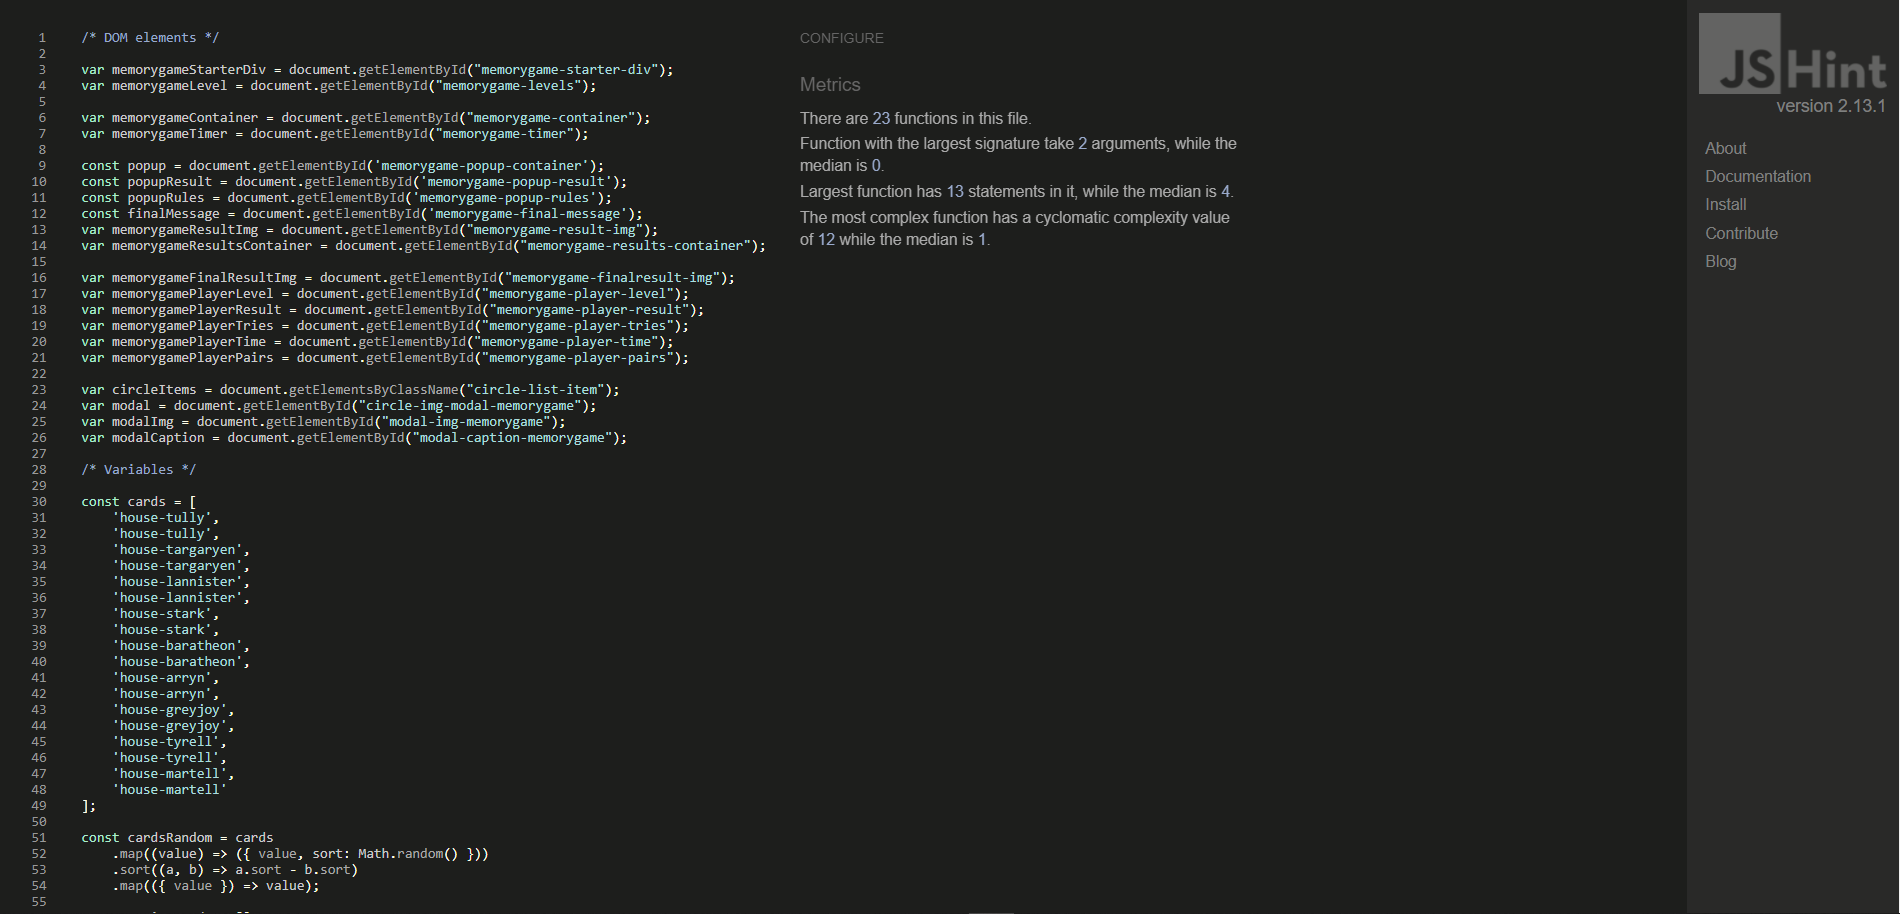 1 /* DOM elements */
2
3 var memorygameStarterDiv = document.getElementById("memorygame-starter-div");
4 var memorygameLevel = document.getElementById("memorygame-levels");
5
6 var memorygameContainer = document.getElementById("memorygame-container");
7 var memorygameTimer = document.getElementById("memorygame-timer");
8
9 const popup = document.getElementById('memorygame-popup-container');
10 const popupResult = document.getElementById('memorygame-popup-result');
11 const popupRules = document.getElementById('memorygame-popup-rules');
12 const finalMessage = document.getElementById('memorygame-final-message');
13 var memorygameResultImg = document.getElementById("memorygame-result-img");
14 var memorygameResultsContainer = document.getElementById("memorygame-results-container");
15
16 var memorygameFinalResultImg = document.getElementById("memorygame-finalresult-img");
17 var memorygamePlayerLevel = document.getElementById("memorygame-player-level");
18 var memorygamePlayerResult = document.getElementById("memorygame-player-result");
19 var memorygamePlayerTries = document.getElementById("memorygame-player-tries");
20 var memorygamePlayerTime = document.getElementById("memorygame-player-time");
21 var memorygamePlayerPairs = document.getElementById("memorygame-player-pairs");
22
23 var circleItems = document.getElementsByClassName("circle-list-item");
24 var modal = document.getElementById("circle-img-modal-memorygame");
25 var modalImg = document.getElementById("modal-img-memorygame");
26 var modalCaption = document.getElementById("modal-caption-memorygame");
27
28 /* Variables */
29
30 const cards = [
31 'house-tully',
32 'house-tully',
33 'house-targaryen',
34 'house-targaryen',
35 'house-lannister',
36 'house-lannister',
37 'house-stark',
38 'house-stark',
39 'house-baratheon',
40 'house-baratheon',
41 'house-arryn',
42 'house-arryn',
43 'house-greyjoy',
44 'house-greyjoy',
45 'house-tyrell',
46 'house-tyrell',
47 'house-martell',
48 'house-martell'
49 ];
50
51 const cardsRandom = cards
52 .map((value) => ({ value, sort: Math.random() }))
53 .sort((a, b) => a.sort - b.sort)
54 .map(({ value }) => value);
55
CONFIGURE
Metrics
There are 23 functions in this file.
Function with the largest signature take 2 arguments, while the
median is 0.
Largest function has 13 statements in it, while the median is 4.
The most complex function has a cyclomatic complexity value
of 12 while the median is 1.
JSHint
version 2.13.1
About
Documentation
Install
Contribute
Blog